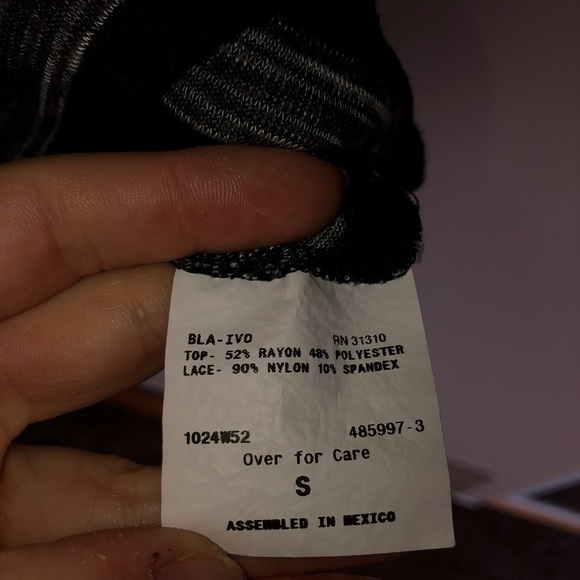 BLA-IVO RN 31310
TOP- 52% RAYON 48% POLYESTER
LACE- 90% NYLON 10% SPANDEX
1024W52 485997-3
Over for Care
S
ASSEMBLED IN MEXICO